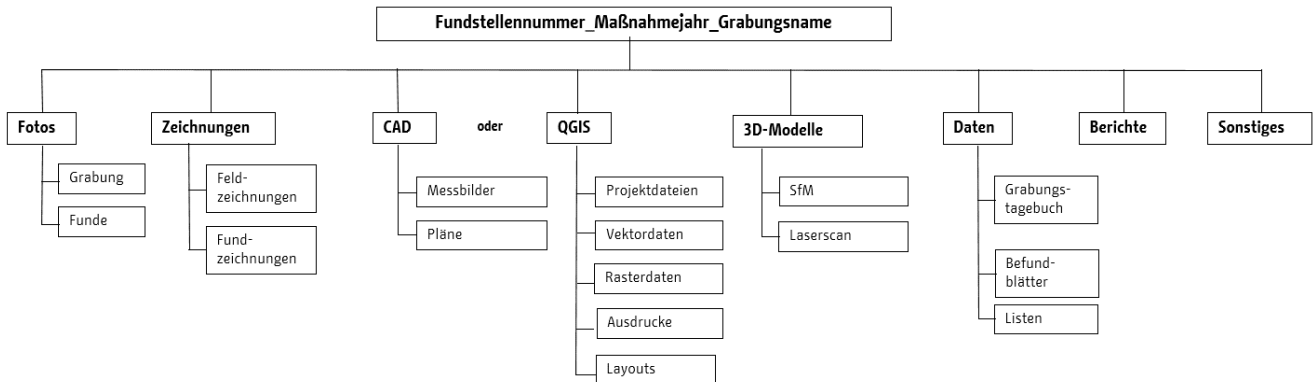 Fundstellennummer_Maßnahmejahr_Grabungsname
Fotos
Grabung
Funde
Zeichnungen
Feld-
zeichnungen
Fund-
zeichnungen
CAD
Messbilder
Pläne
oder
QGIS
Projektdateien
Vektordaten
Rasterdaten
Ausdrucke
Layouts
3D-Modelle
SfM
Laserscan
Daten
Grabungs-
tagebuch
Befund-
blätter
Listen
Berichte
Sonstiges